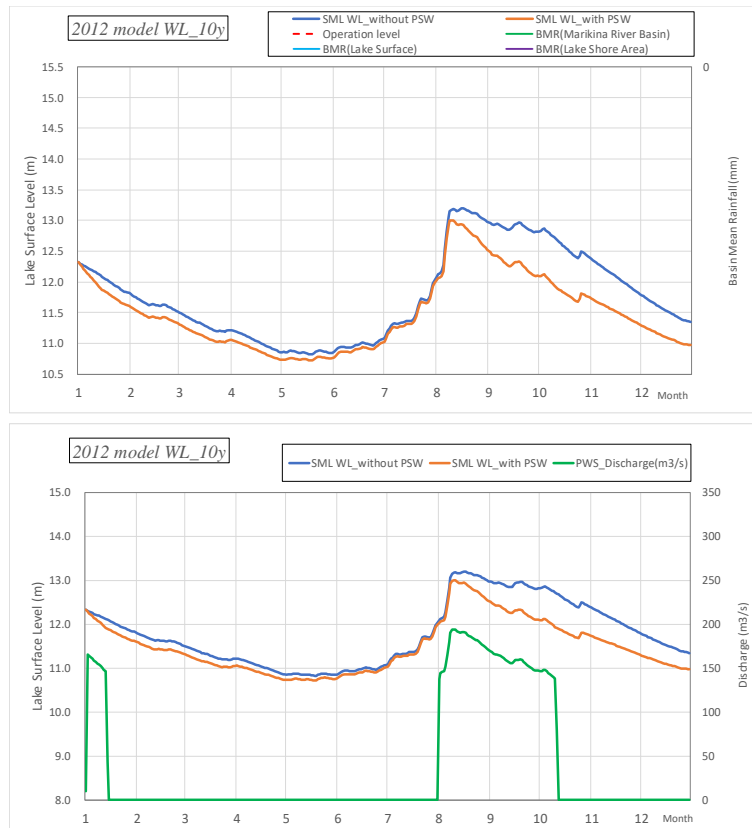 2012 model WL_10y
SML WL_without PSW
SML WL_with PSW
Operation level
BMR(Marikina River Basin)
BMR(Lake Surface)
BMR(Lake Shore Area)
15.5
15.0
14.5
14.0
13.5
13.0
12.5
12.0
11.5
11.0
10.5
Lake Surface Level (m)
0
Basin Mean Rainfall(mm)
1 2 3 4 5 6 7 8 9 10 11 12 Month
2012 model WL_10y
SML WL_without PSW SML WL_with PSW PWS_Discharge(m3/s)
15.0
14.0
13.0
12.0
11.0
10.0
9.0
8.0
Lake Surface Level (m)
350
300
250
200
150
100
50
0
Discharge (m3/s)
1 2 3 4 5 6 7 8 9 10 11 12 Month